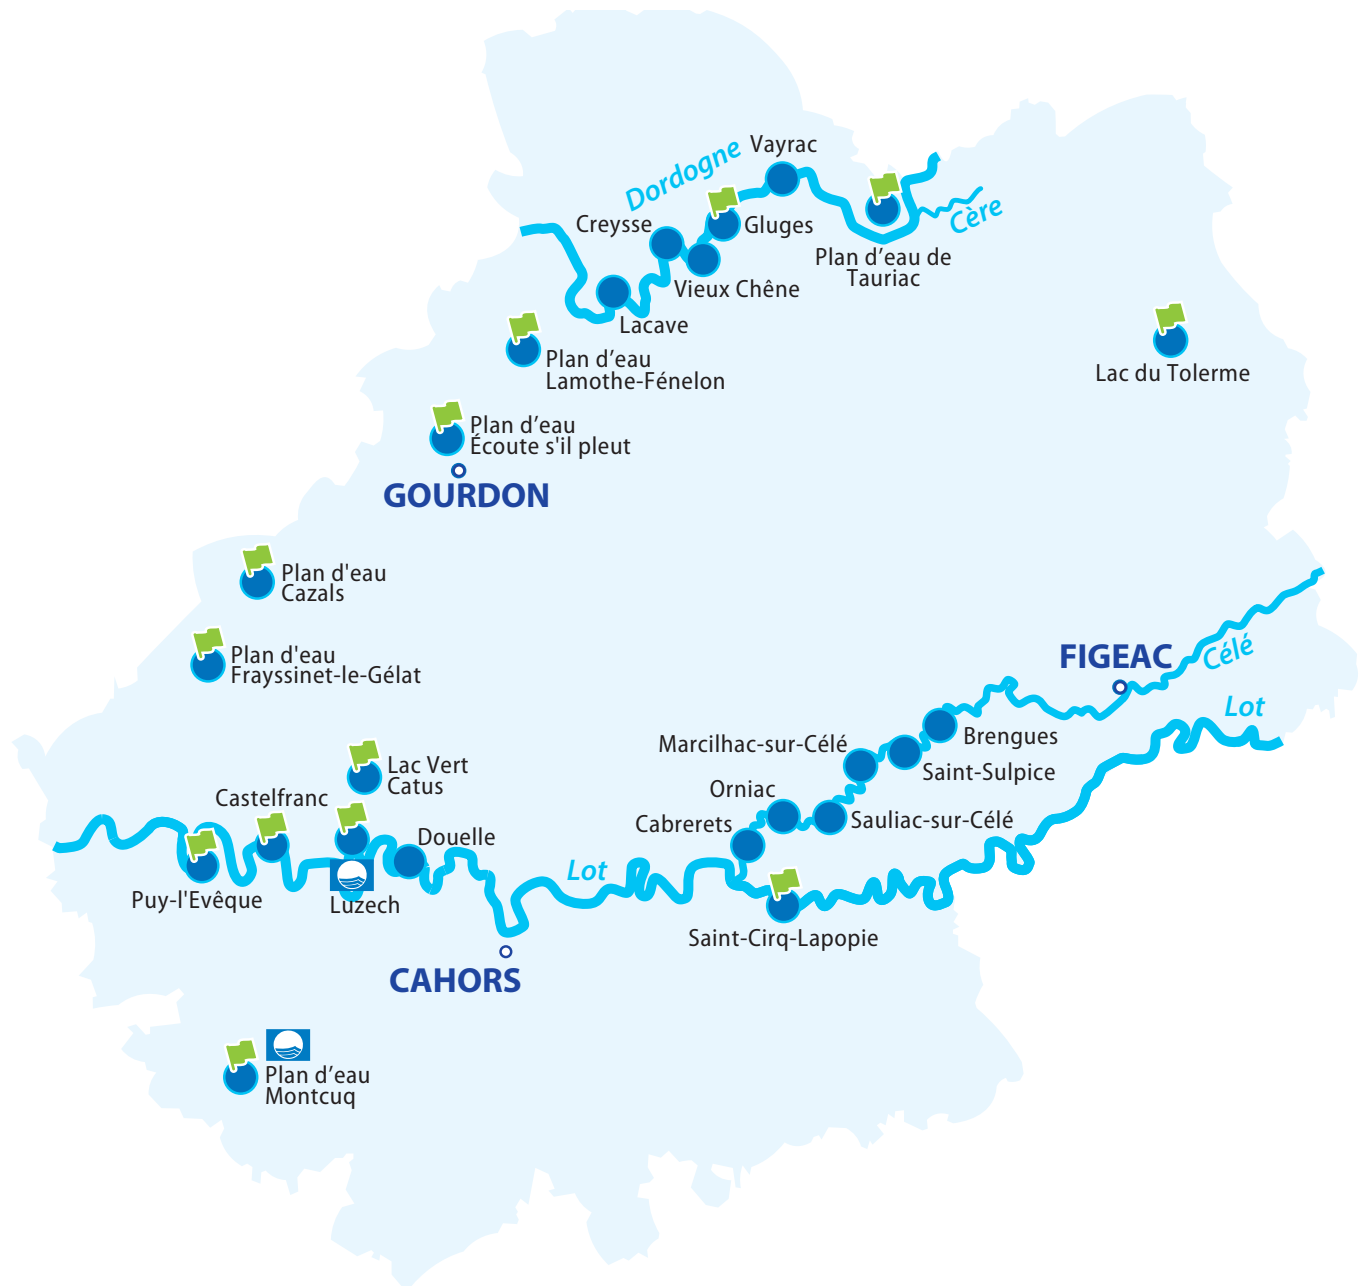 Vayrac
Dordogne
Creysse
Gluges
Cère
Plan d’eau de
Tauriac
Vieux Chêne
Lacave
Plan d’eau
Lamothe-Fénelon
Lac du Tolerme
Plan d’eau
Écoute s'il pleut
GOURDON
Plan d'eau
Cazals
Plan d'eau
Frayssinet-le-Gélat
FIGEAC
Célé
Lot
Brengues
Marcilhac-sur-Célé
Saint-Sulpice
Lac Vert
Catus
Orniac
Castelfranc
Cabrerets
Sauliac-sur-Célé
Douelle
Lot
Puy-l'Evêque
Luzech
Saint-Cirq-Lapopie
CAHORS
Plan d’eau
Montcuq